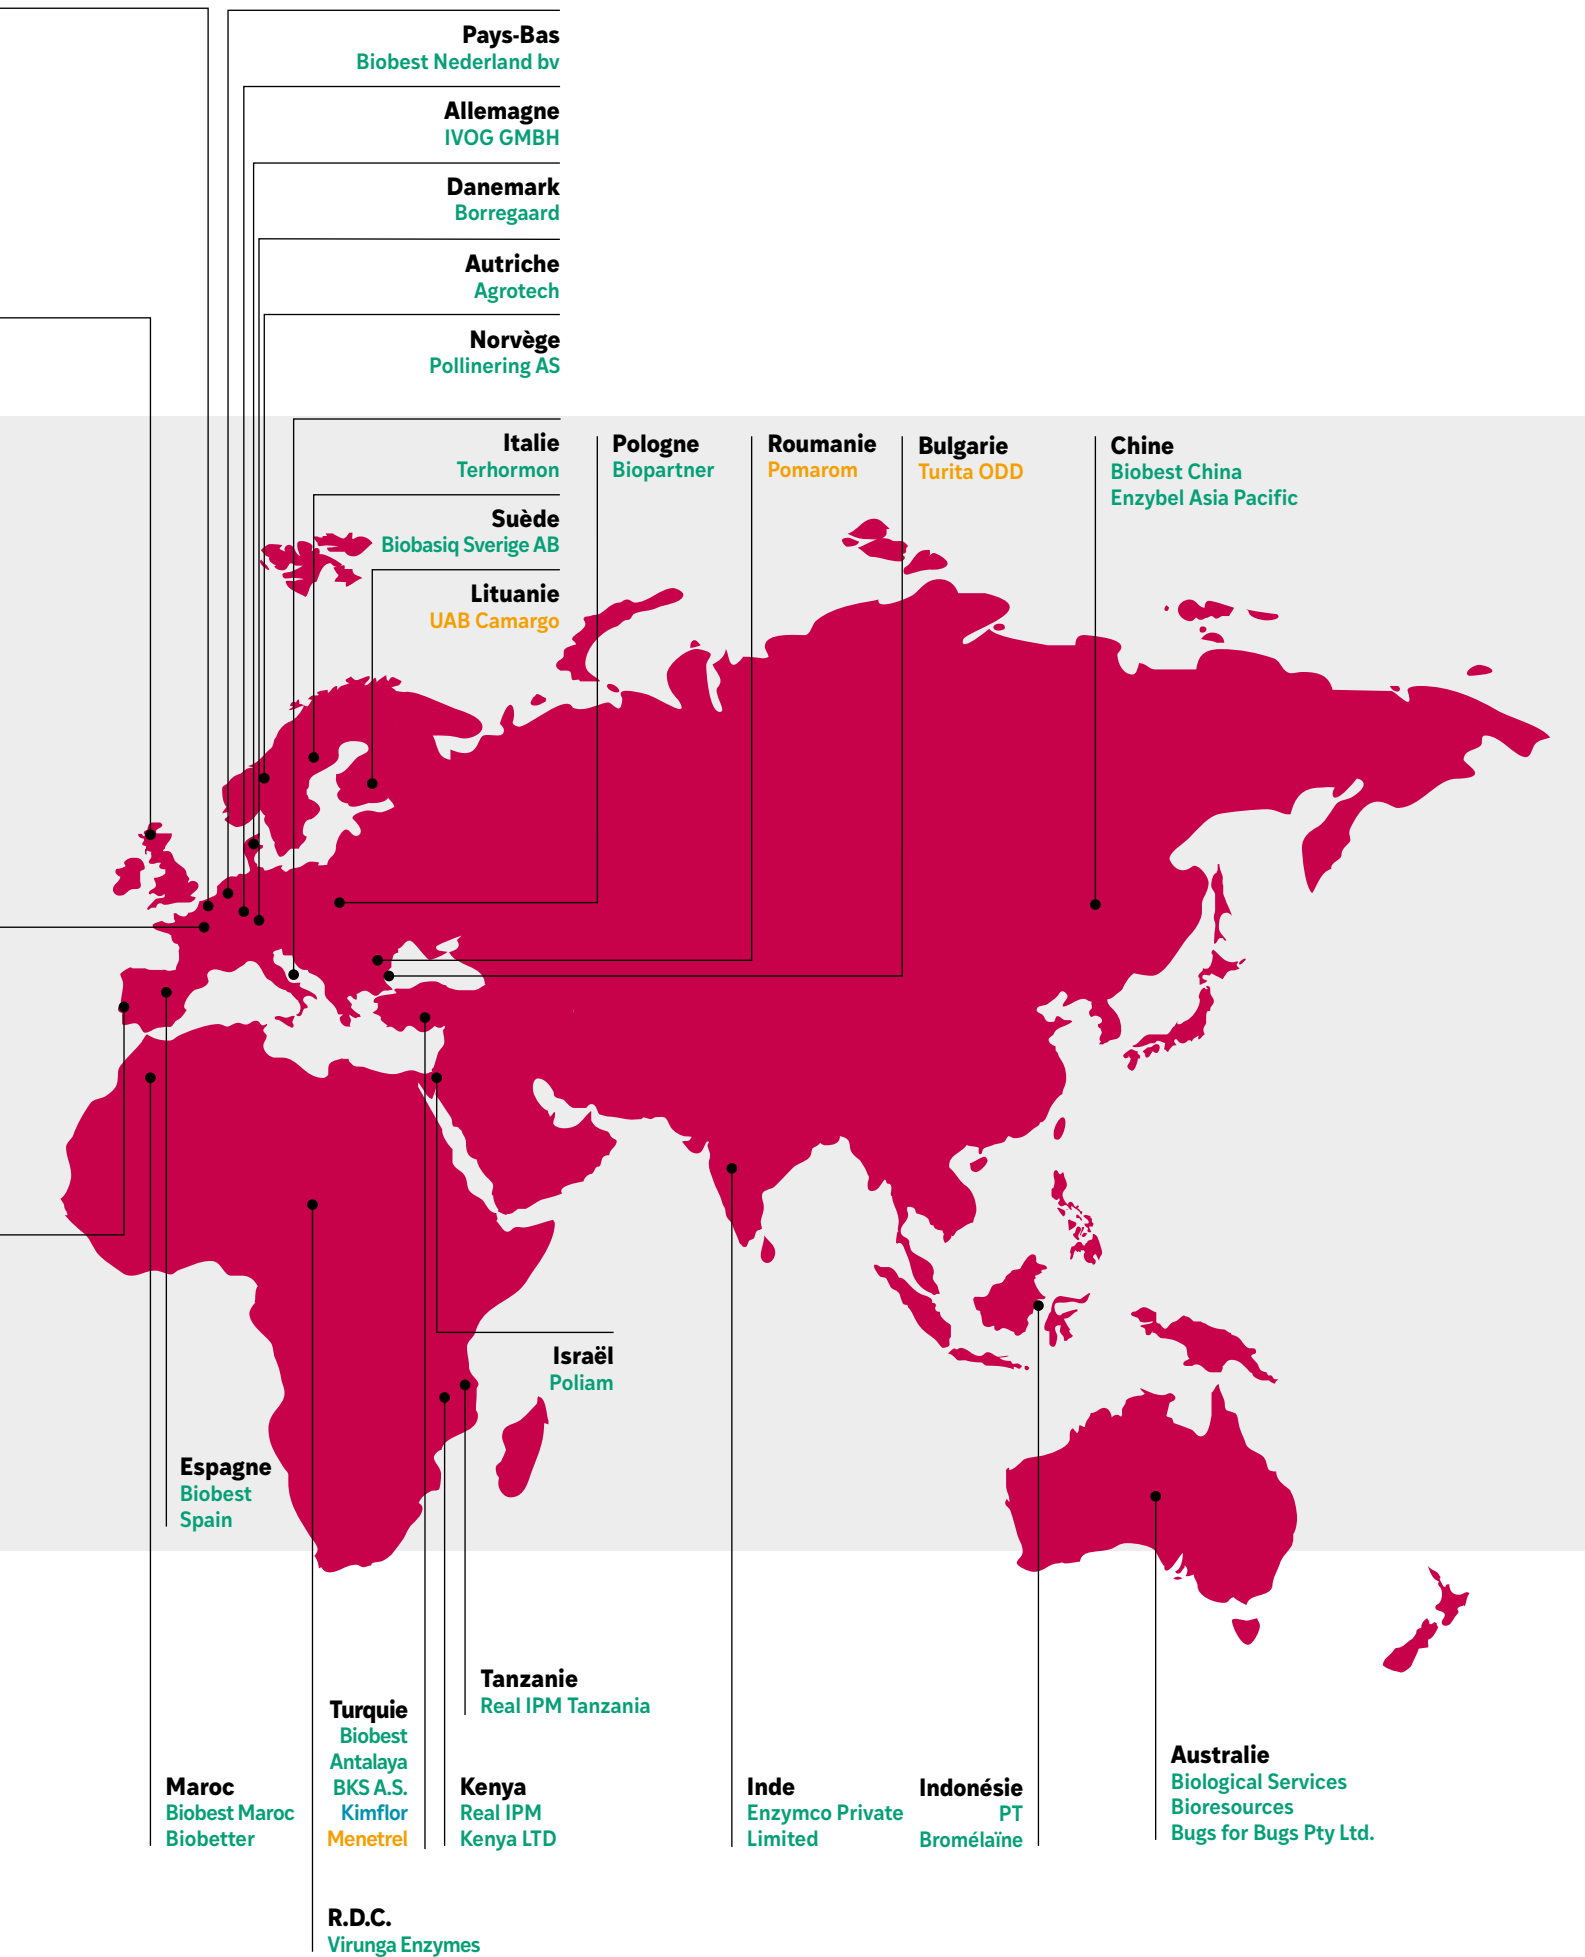 Pays-Bas
Biobest Nederland bv
Allemagne
IVOG GMBH
Danemark
Borregaard
Autriche
Agrotech
Norvège
Pollinering AS
Italie
Terhormon
Suède
Biobasiq Sverige AB
Lituanie
UAB Camargo
Pologne
Biopartner
Roumanie
Pomarom
Bulgarie
Turita ODD
Chine
Biobest China
Enzybel Asia Pacific
Israël
Poliam
Espagne
Biobest
Spain
Tanzanie
Real IPM Tanzania
Maroc
Biobest Maroc
Biobetter
Turquie
Biobest
Antalaya
BKS A.S.
Kimflor
Menetrel
Kenya
Real IPM
Kenya LTD
Inde
Enzymco Private
Limited
Indonésie
PT
Bromélaïne
Australie
Biological Services
Bioresources
Bugs for Bugs Pty Ltd.
R.D.C.
Virunga Enzymes